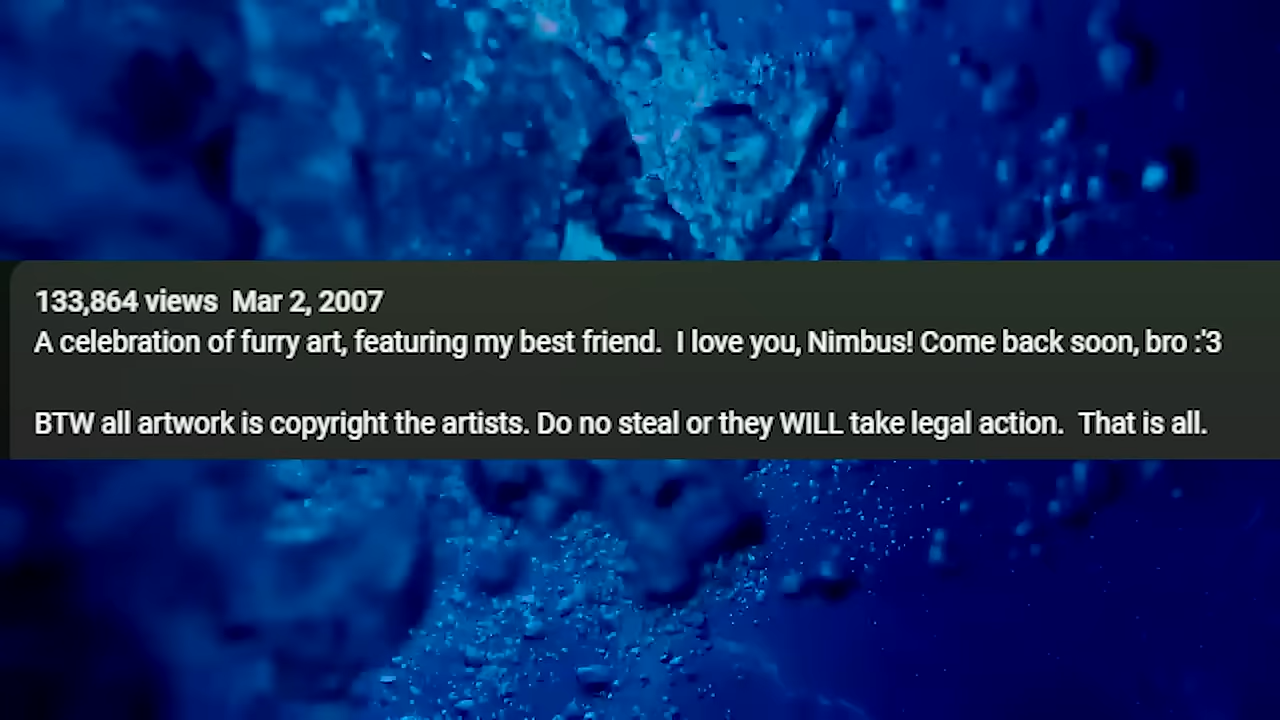 133,864 views  Mar 2, 2007
A celebration of furry art, featuring my best friend.  I love you, Nimbus! Come back soon, bro :'3
BTW all artwork is copyright the artists. Do no steal or they WILL take legal action.  That is all.